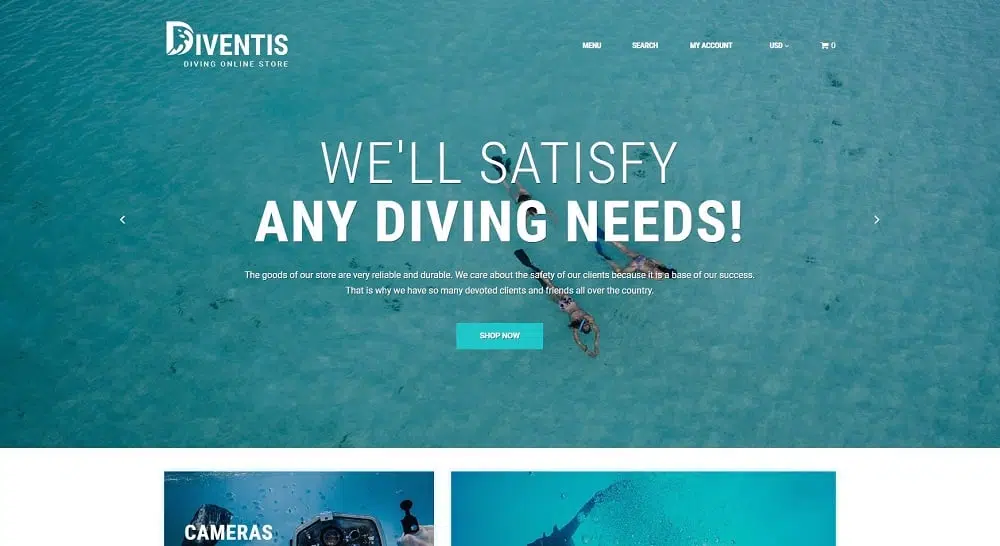 DIVENTIS
DIVING ONLINE STORE
MENU SEARCH MY ACCOUNT USD 0
WE'LL SATISFY
ANY DIVING NEEDS!
The goods of our store are very reliable and durable. We care about the safety of our clients because it is a base of our success.
That is why we have so many devoted clients and friends all over the country.
SHOP NOW
CAMERAS